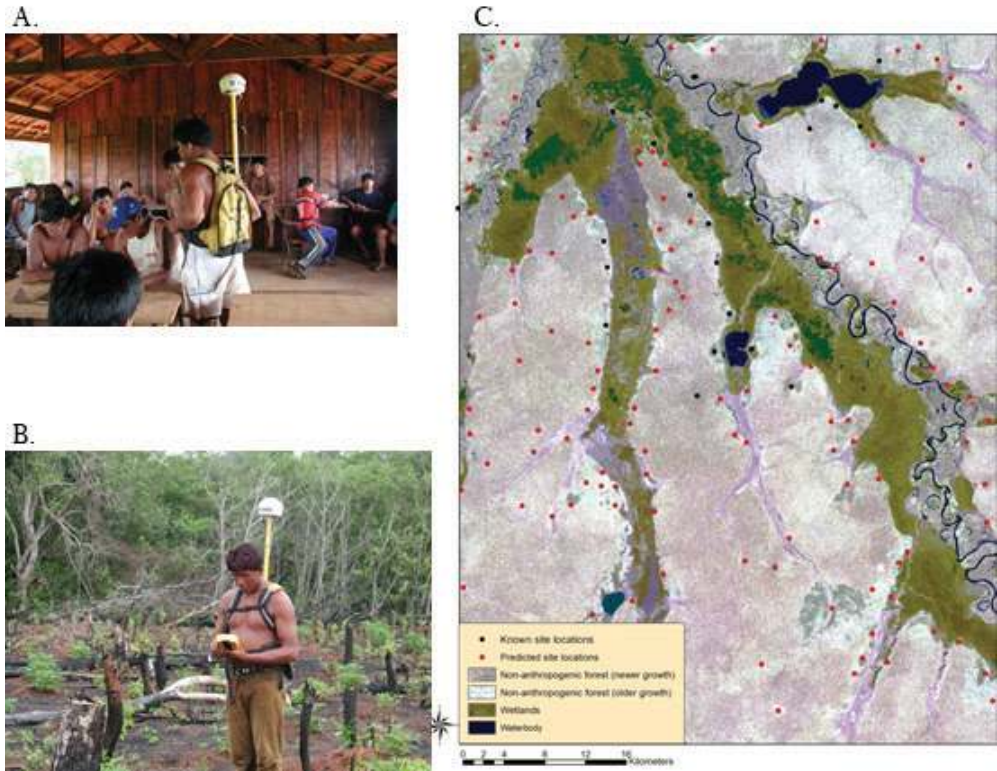 A.
B.
C.
Known site locations
Predicted site locations
Non-anthropogenic forest (newer growth)
Non-anthropogenic forest (older growth)
Wetlands
Waterbody
0 2 4 8 12 16
Kilometers